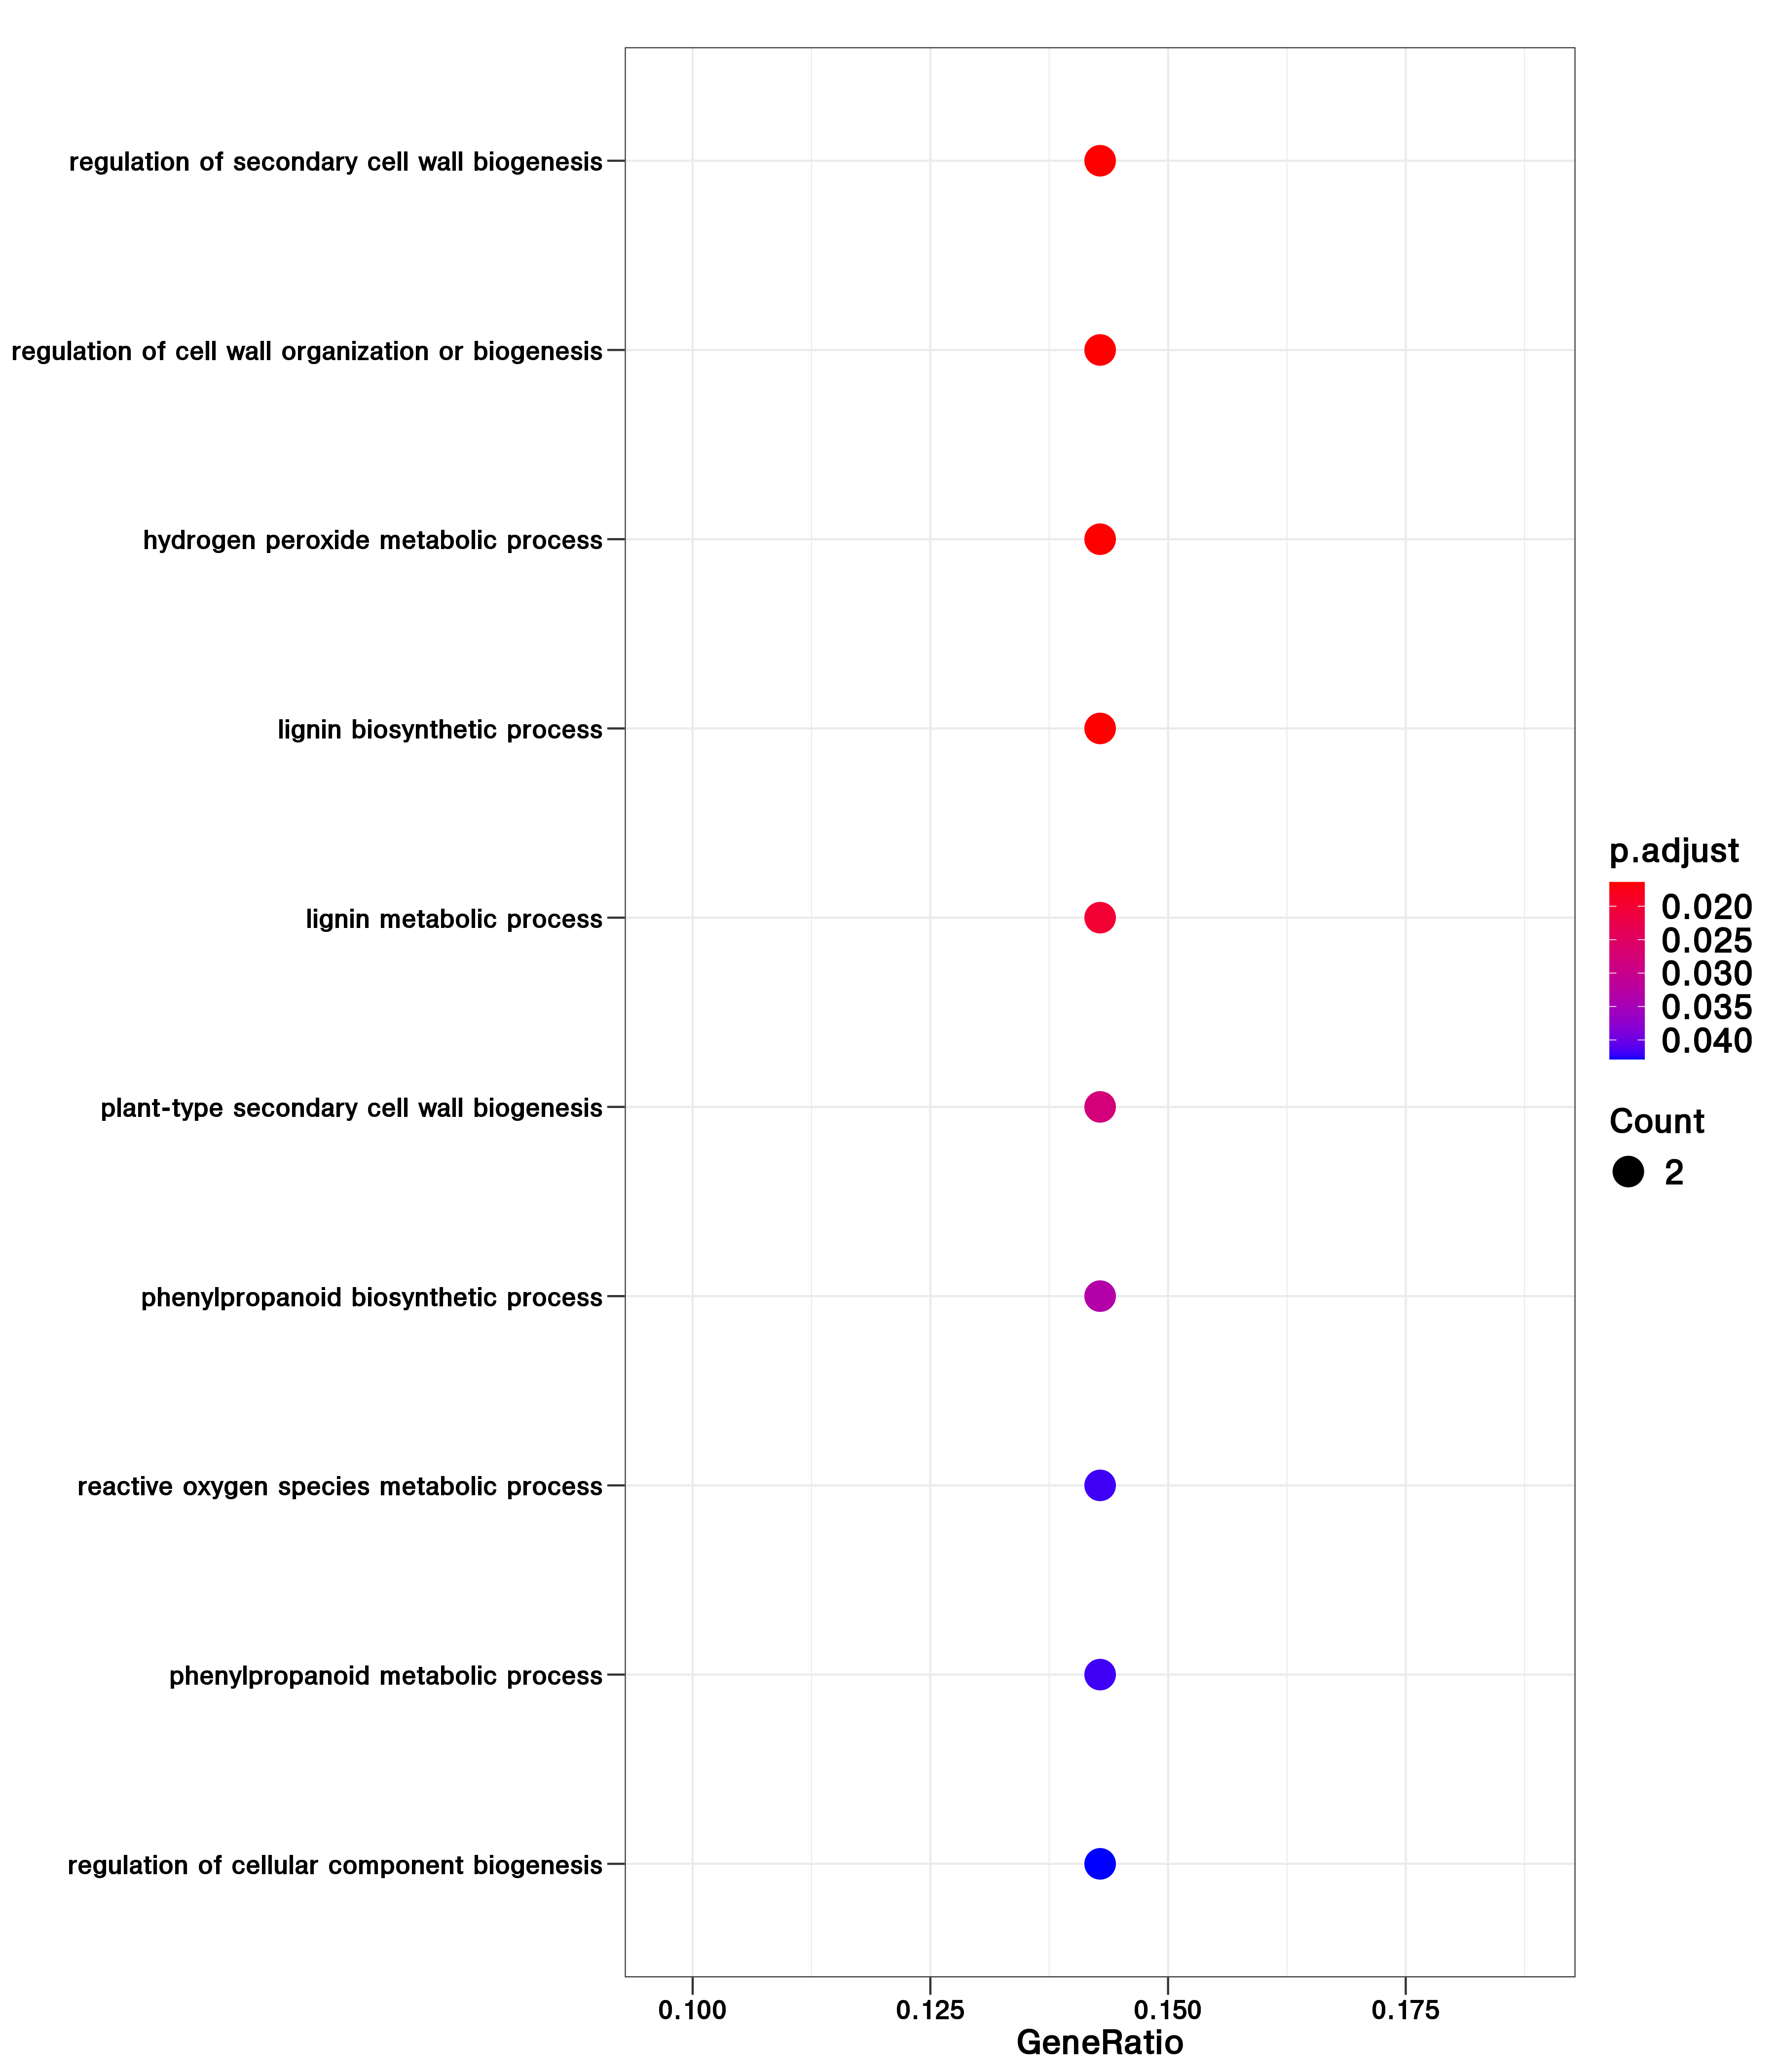 regulation of secondary cell wall biogenesis
regulation of cell wall organization or biogenesis
hydrogen peroxide metabolic process
lignin biosynthetic process
lignin metabolic process
plant-type secondary cell wall biogenesis
phenylpropanoid biosynthetic process
reactive oxygen species metabolic process
phenylpropanoid metabolic process
regulation of cellular component biogenesis
0.100 0.125 0.150 0.175
GeneRatio
p.adjust
0.020
0.025
0.030
0.035
0.040
Count
2